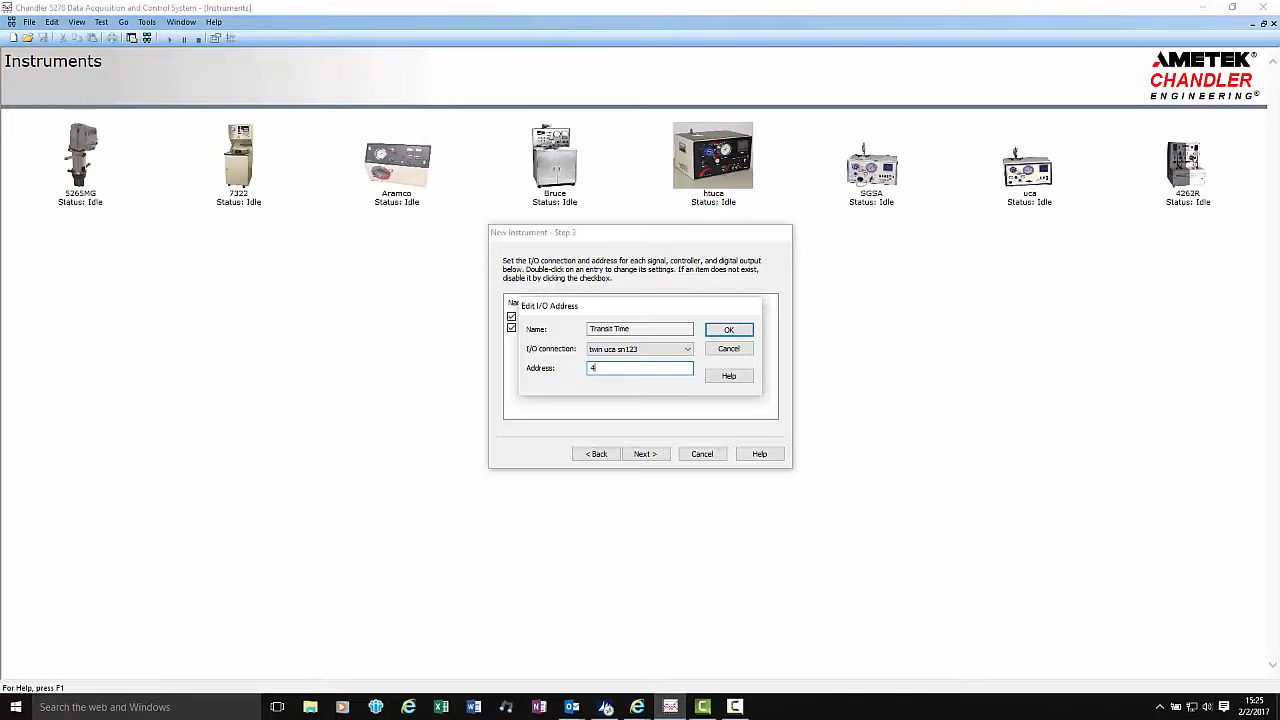 Chandler 5270 Data Acquisition and Control System - [Instruments]
File Edit View Test Go Tools Window Help
Instruments
AMETEK®
CHANDLER
ENGINEERING®
5265MG
Status: Idle
7322
Status: Idle
Aramco
Status: Idle
Bruce
Status: Idle
htuca
Status: Idle
SGSA
Status: Idle
uca
Status: Idle
4262R
Status: Idle
New Instrument - Step 3
Set the I/O connection and address for each signal, controller, and digital output
below. Double-click on an entry to change its settings. If an item does not exist,
disable it by clicking the checkbox.
Edit I/O Address
Name: Transit Time OK
I/O connection: twin uca sn123 Cancel
Address: 4
Help
< Back Next > Cancel Help
For Help, press F1
Search the web and Windows
15:25
2/2/2017